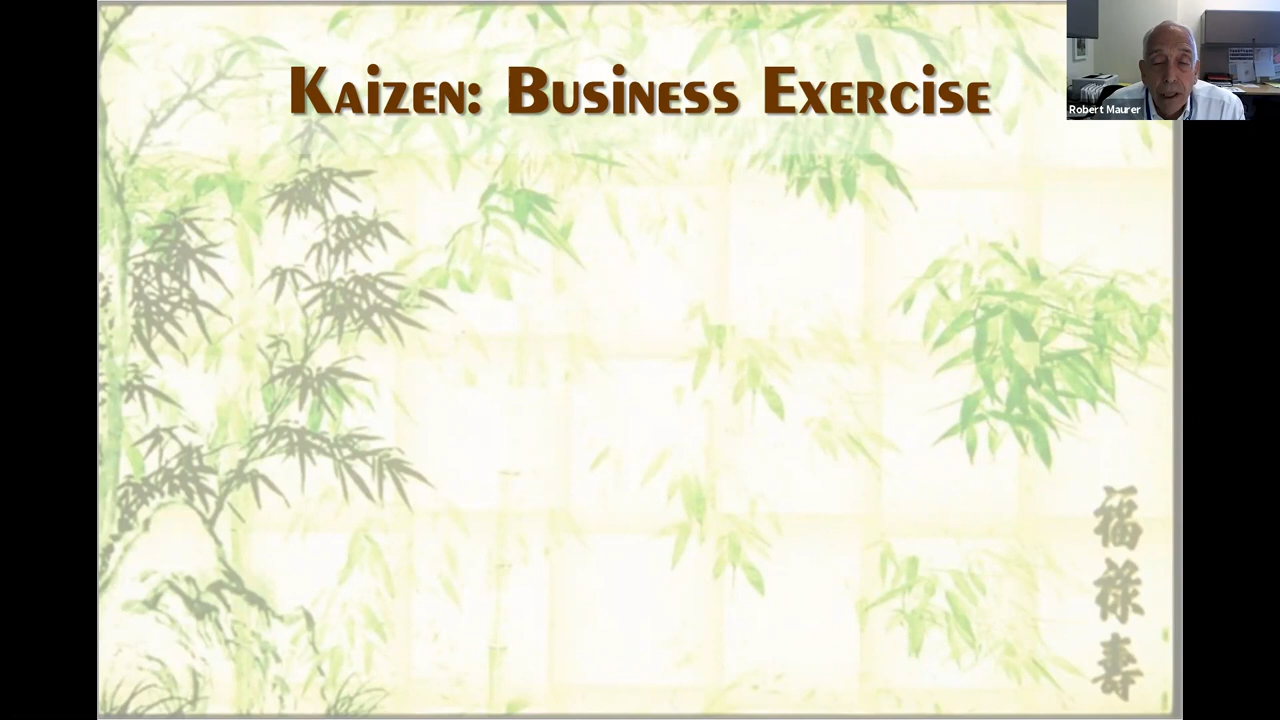 Kaizen: Business Exercise
Robert Maurer
福
祿
壽